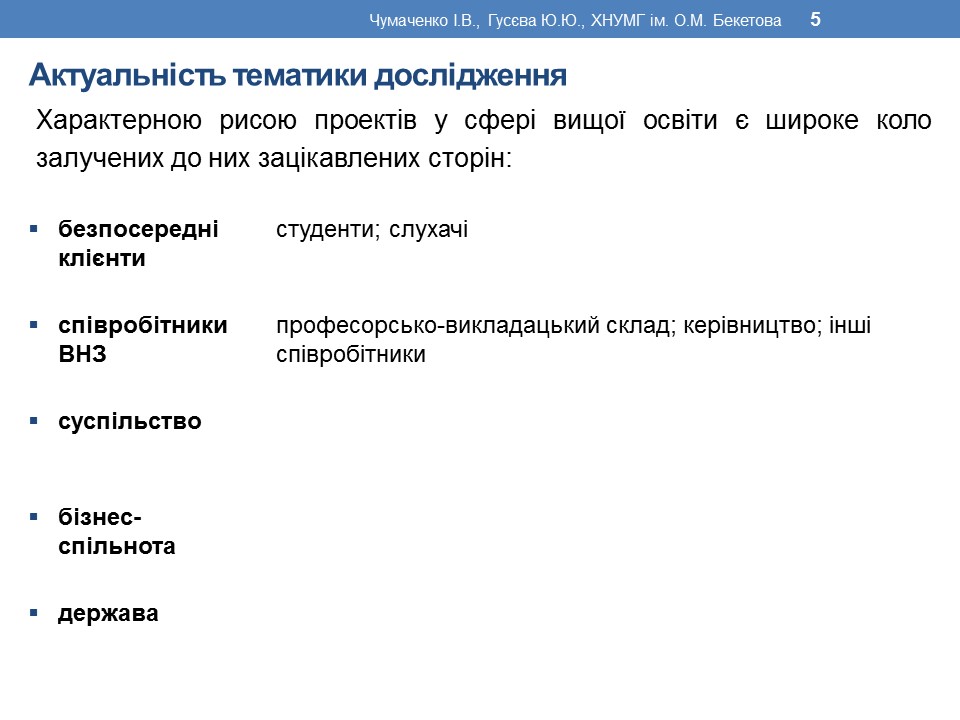 Чумаченко І.В., Гусєва Ю.Ю., ХНУМГ ім. О.М. Бекетова 5
Актуальність тематики дослідження
Характерною рисою проектів у сфері вищої освіти є широке коло
залучених до них зацікавлених сторін:
▪ безпосередні студенти; слухачі
клієнти
▪ співробітники професорсько-викладацький склад; керівництво; інші
ВНЗ співробітники
▪ суспільство
▪ бізнес-
спільнота
▪ держава